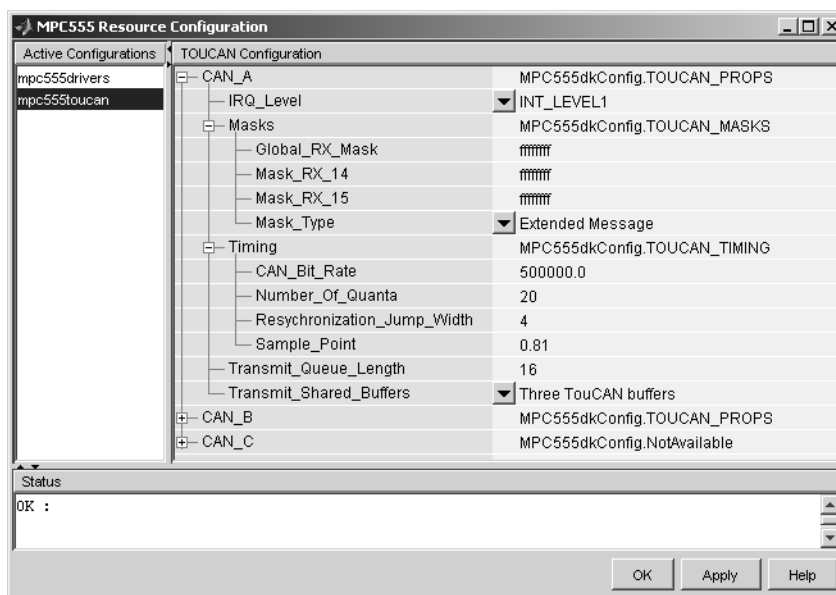 MPC555 Resource Configuration
Active Configurations TOUCAN Configuration
mpc555drivers
mpc555toucan
CAN_A MPC555dkConfig.TOUCAN_PROPS
IRQ_Level INT_LEVEL1
Masks MPC555dkConfig.TOUCAN_MASKS
Global_RX_Mask ffffffff
Mask_RX_14 ffffffff
Mask_RX_15 ffffffff
Mask_Type Extended Message
Timing MPC555dkConfig.TOUCAN_TIMING
CAN_Bit_Rate 500000.0
Number_Of_Quanta 20
Resychronization_Jump_Width 4
Sample_Point 0.81
Transmit_Queue_Length 16
Transmit_Shared_Buffers Three TouCAN buffers
CAN_B MPC555dkConfig.TOUCAN_PROPS
CAN_C MPC555dkConfig.NotAvailable
Status
OK :
OK Apply Help